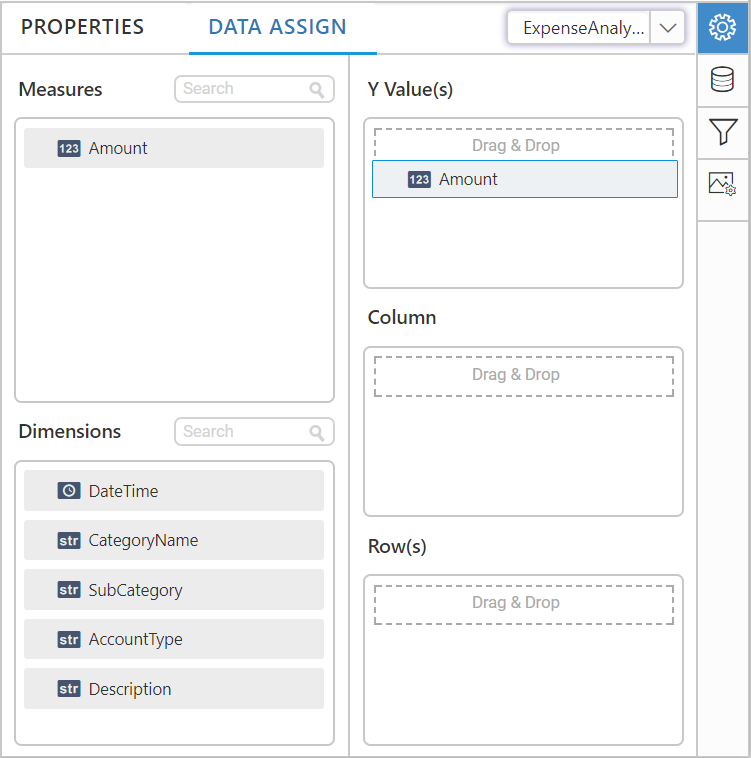 PROPERTIES
DATA ASSIGN
ExpenseAnaly...
Measures
Search
123 Amount
Dimensions
Search
DateTime
str CategoryName
str SubCategory
str AccountType
str Description
Y Value(s)
Drag & Drop
123 Amount
Column
Drag & Drop
Row(s)
Drag & Drop